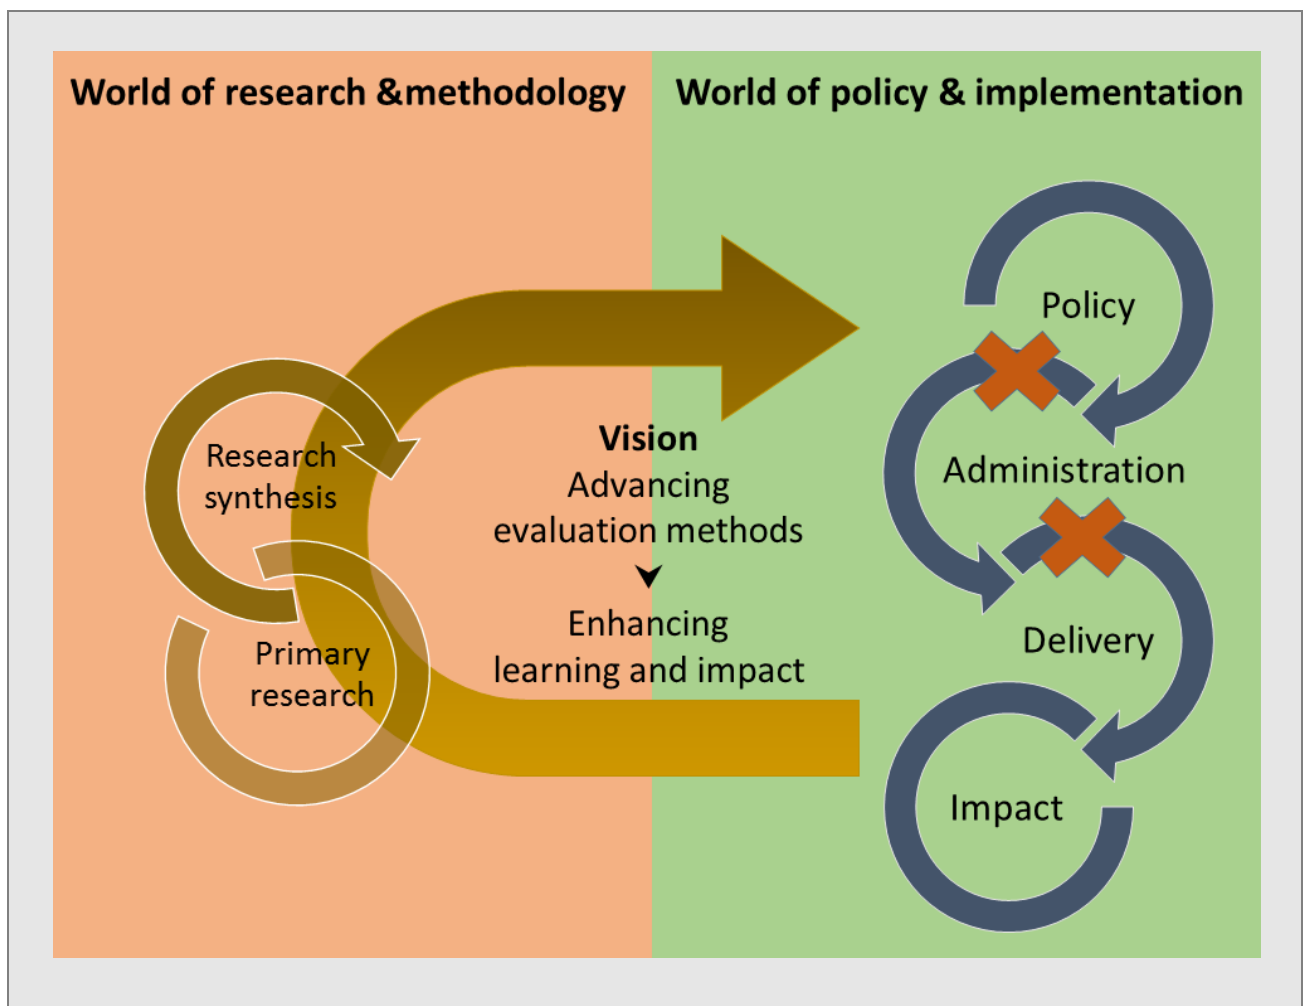 World of research &methodology
World of policy & implementation
Research
synthesis
Primary
research
Vision
Advancing
evaluation methods
Enhancing
learning and impact
Policy
Administration
Delivery
Impact